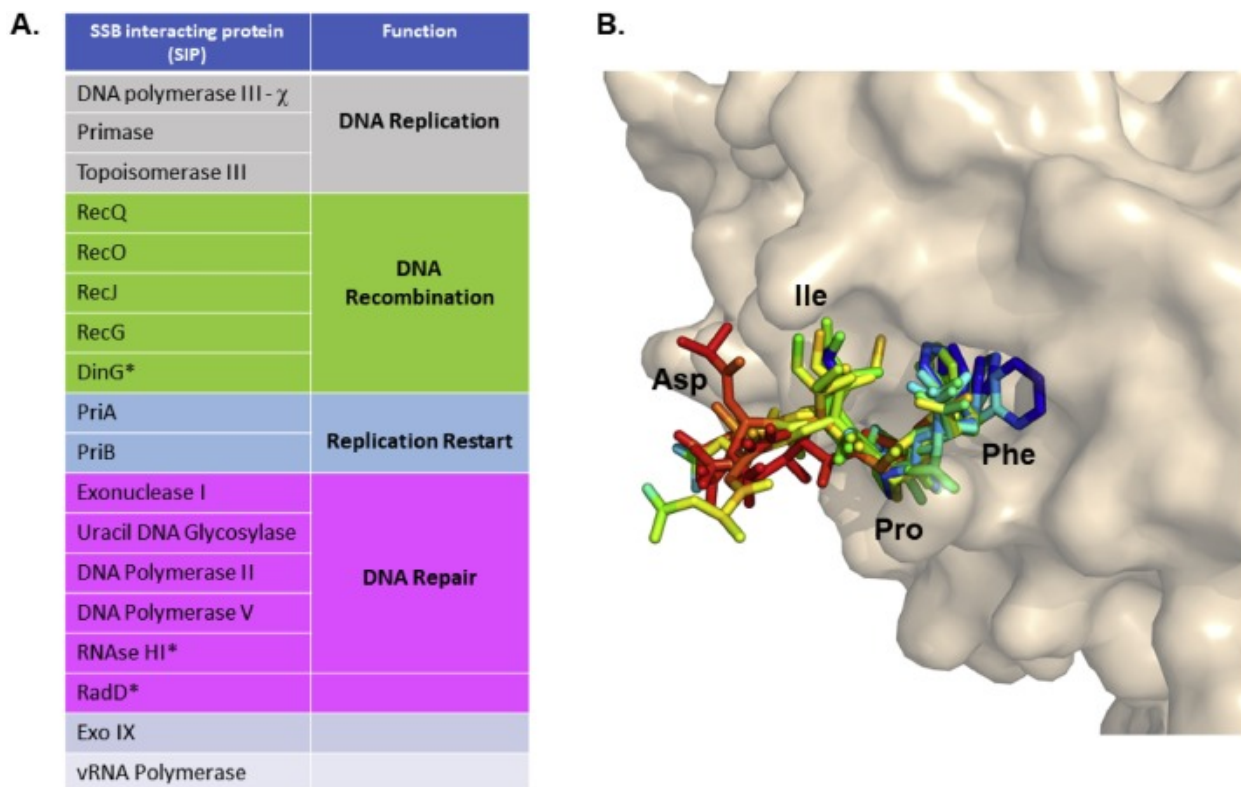 A.
SSB interacting protein
(SIP)
Function
DNA polymerase III - χ
Primase
Topoisomerase III
DNA Replication
RecQ
RecO
RecJ
RecG
DinG*
DNA
Recombination
PriA
PriB
Replication Restart
Exonuclease I
Uracil DNA Glycosylase
DNA Polymerase II
DNA Polymerase V
RNAse HI*
DNA Repair
RadD*
Exo IX
vRNA Polymerase
B.
Ile
Asp
Phe
Pro